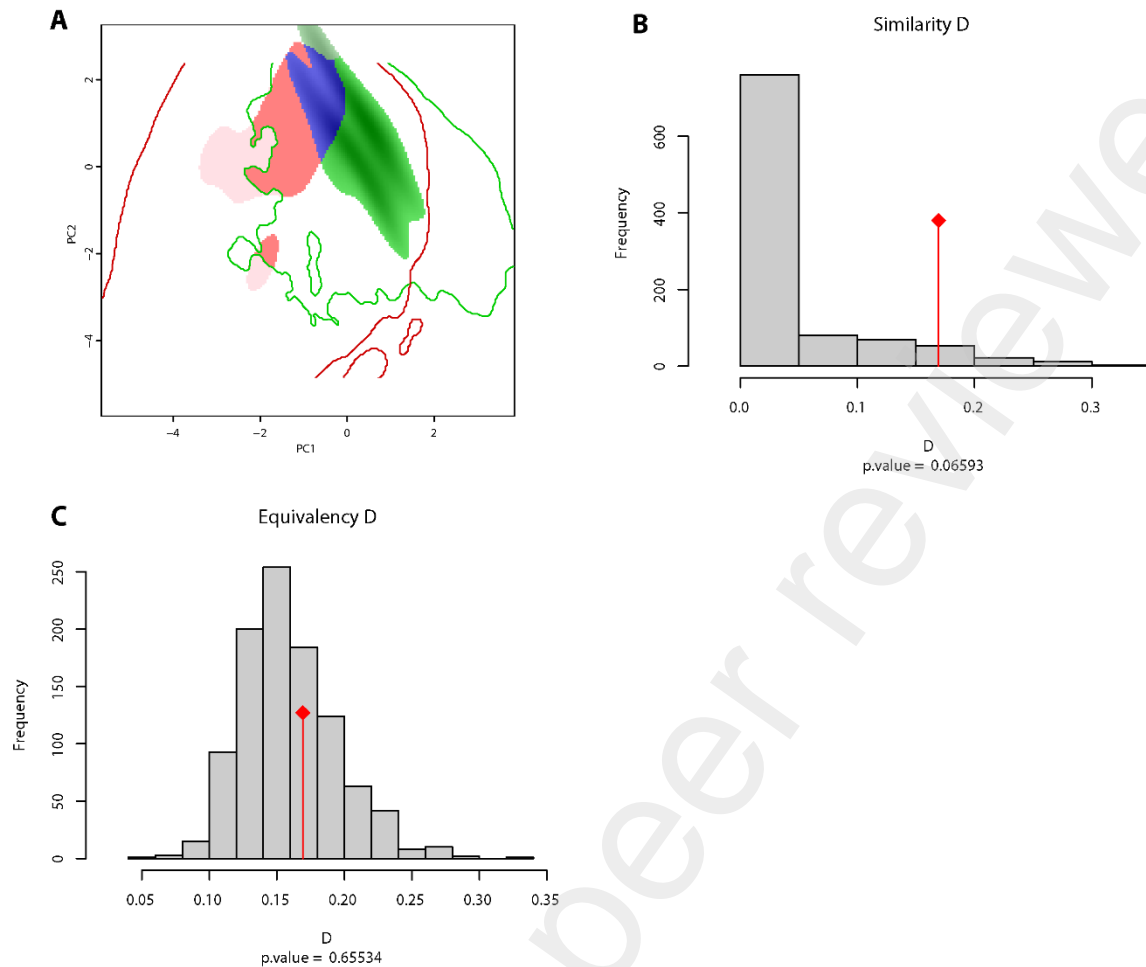 A
2
0
−2
−4
PC2
−4
−2
0
2
PC1
B
Similarity D
600
400
200
0
Frequency
0.0
0.1
0.2
0.3
D
p.value = 0.06593
C
Equivalency D
250
200
150
100
50
0
Frequency
0.05
0.10
0.15
0.20
0.25
0.30
0.35
D
p.value = 0.65534
peer reviewe